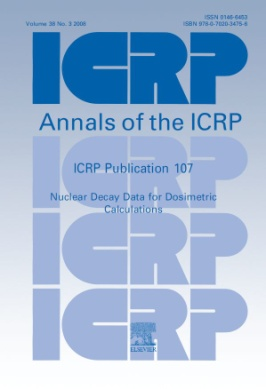 ISSN 0146-6453
Volume 38 No. 3 2008
ISBN 978-0-7020-3475-6
ICRP
Annals of the ICRP
ICRP Publication 107
Nuclear Decay Data for Dosimetric
Calculations
ICRP
ICRP
ICRP
ELSEVIER